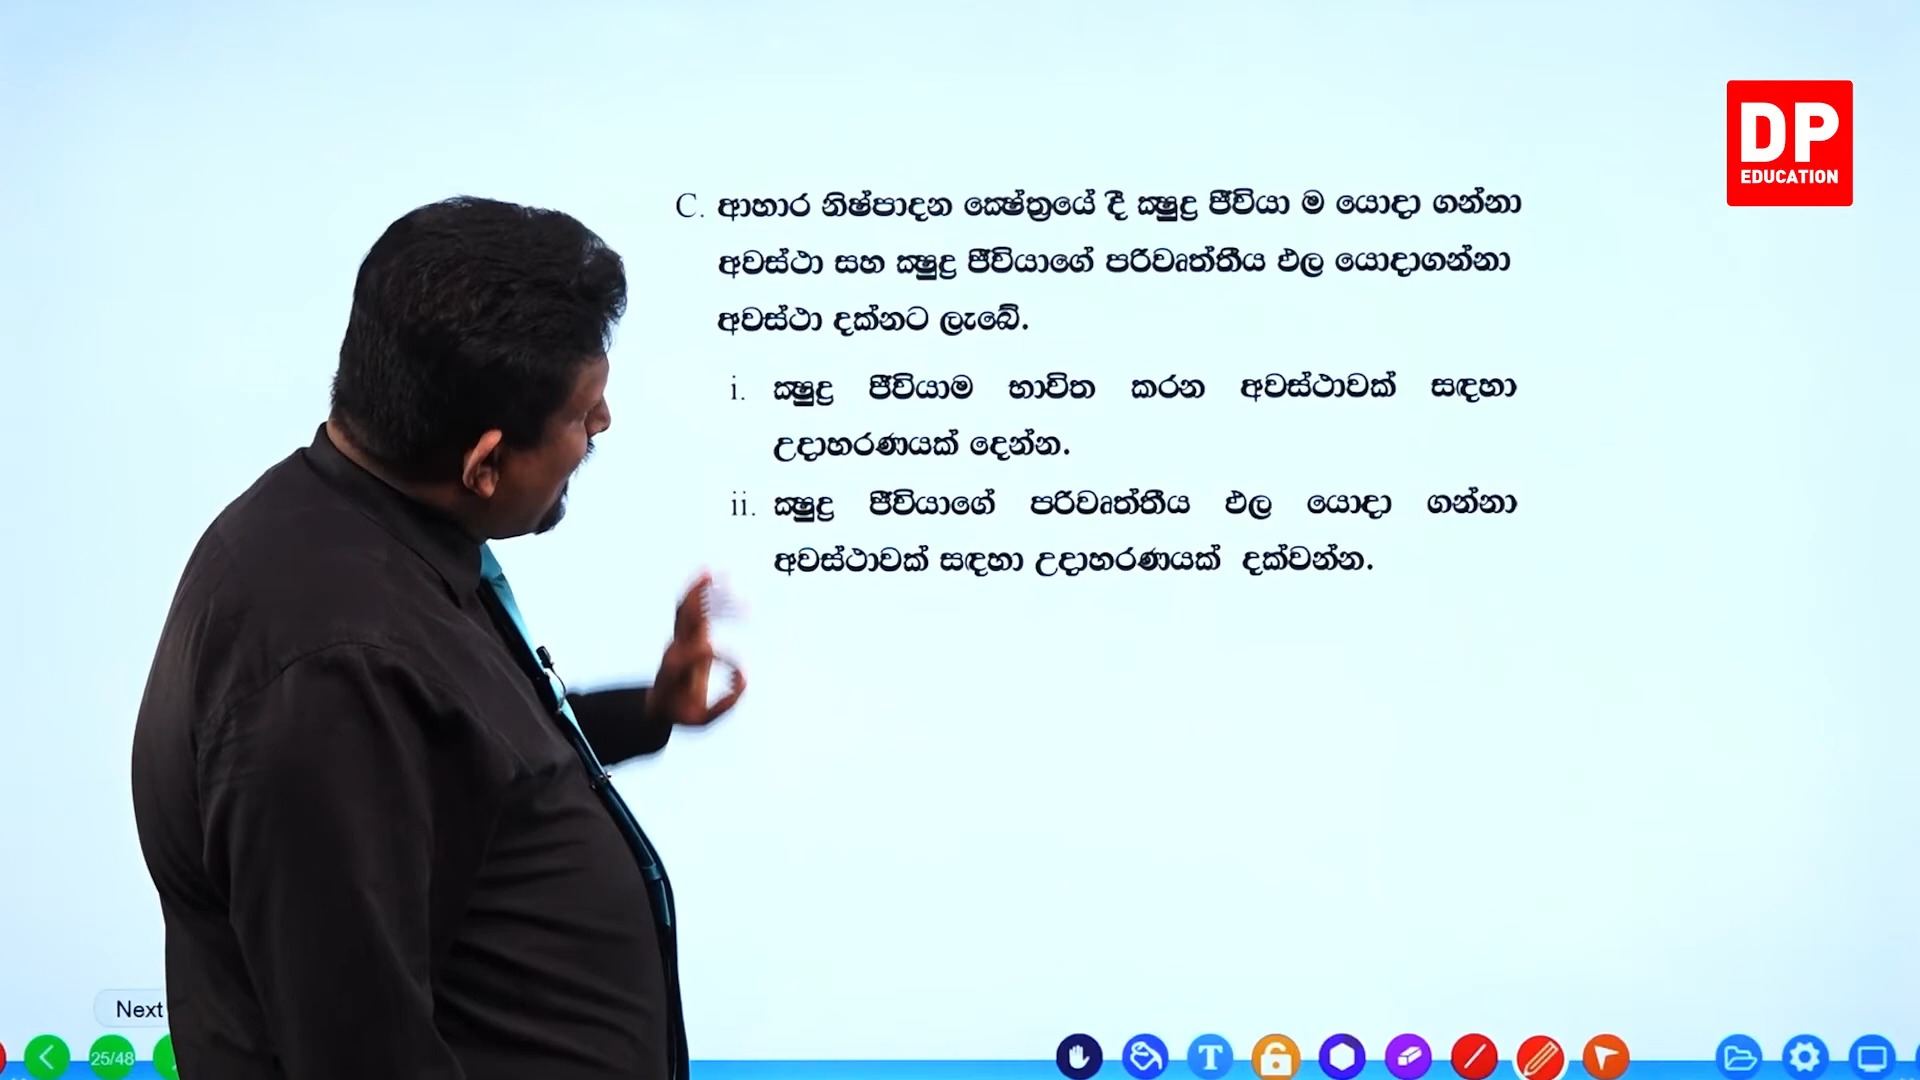 DP
EDUCATION
C. ආහාර නිෂ්පාදන ක්‍ෂේත්‍රයේ දී ක්‍ෂුද්‍ර ජීවියා ම යොදා ගන්නා
අවස්ථා සහ ක්‍ෂුද්‍ර ජීවියාගේ පරිවෘත්තීය ඵල යොදාගන්නා
අවස්ථා දක්නට ලැබේ.
i. ක්‍ෂුද්‍ර ජීවියාම භාවිත කරන අවස්ථාවක් සඳහා
උදාහරණයක් දෙන්න.
ii. ක්‍ෂුද්‍ර ජීවියාගේ පරිවෘත්තීය ඵල යොදා ගන්නා
අවස්ථාවක් සඳහා උදාහරණයක් දක්වන්න.
Next
25/48
T